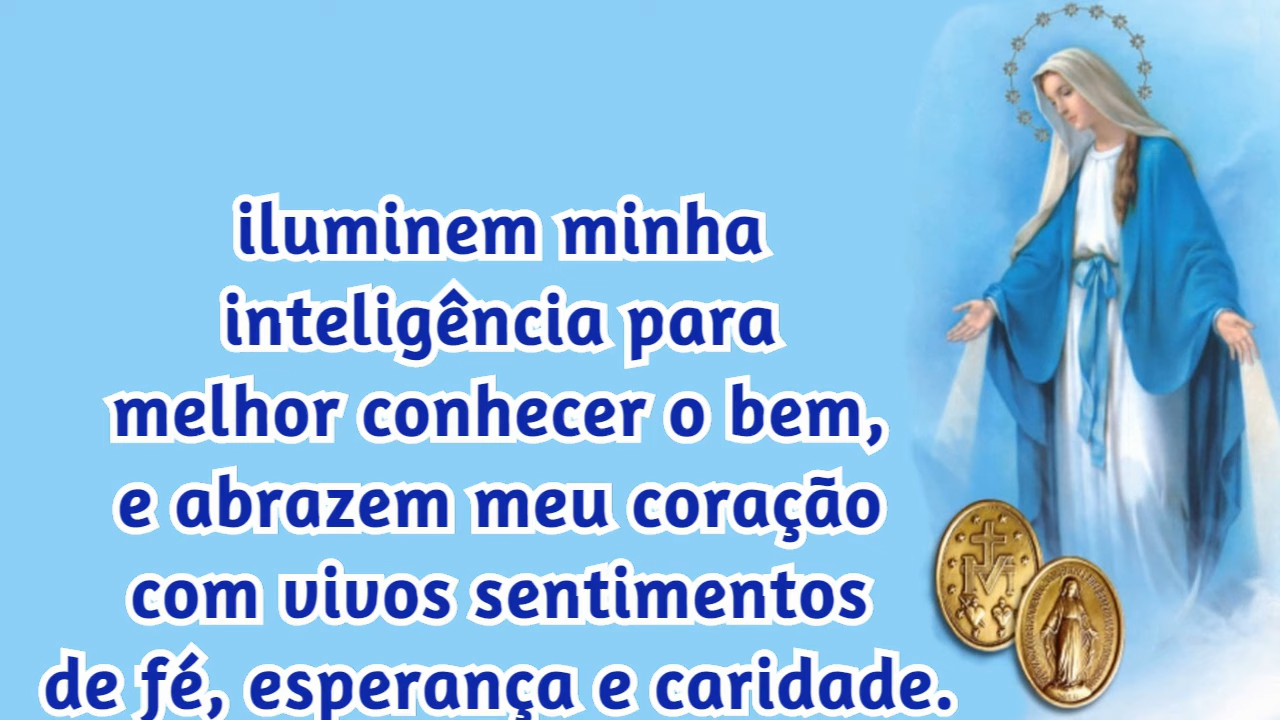 iluminem minha
inteligência para
melhor conhecer o bem,
e abrazem meu coração
com vivos sentimentos
de fé, esperança e caridade.